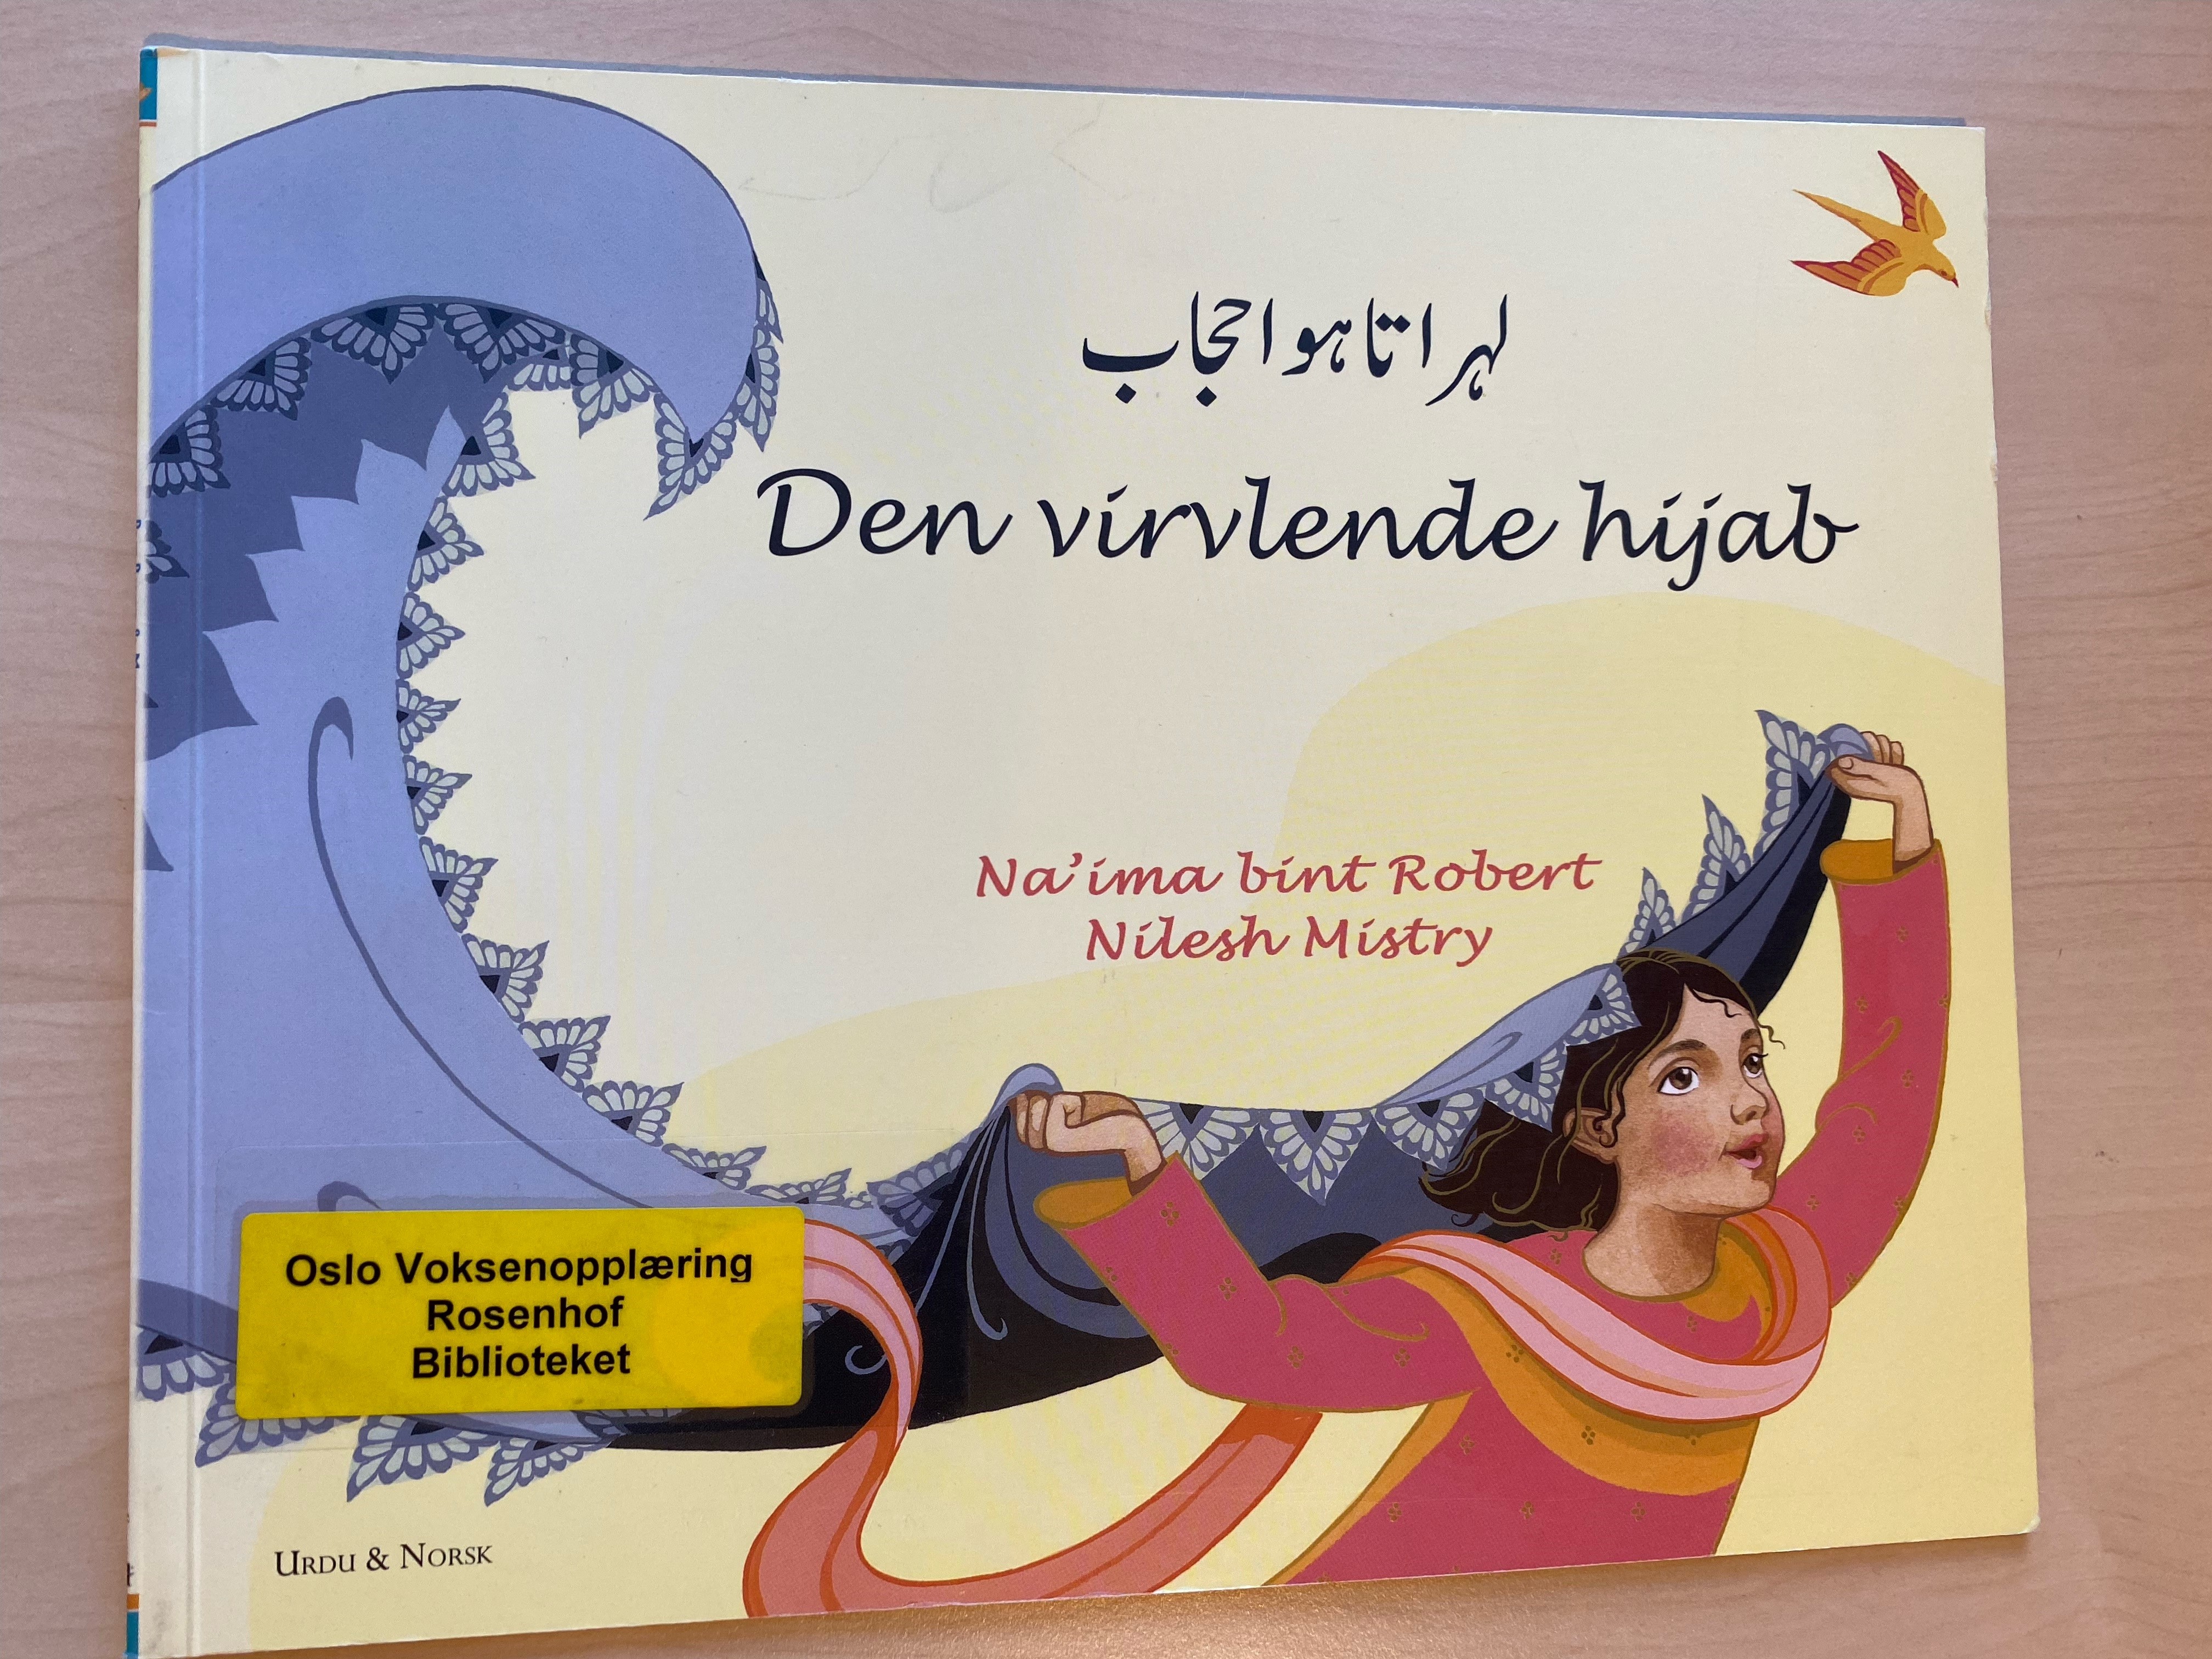 لہراتا ہوا حجاب
Den virvlende hijab
Na'ima bint Robert
Nilesh Mistry
Oslo Voksenopplæring
Rosenhof
Biblioteket
URDU & NORSK